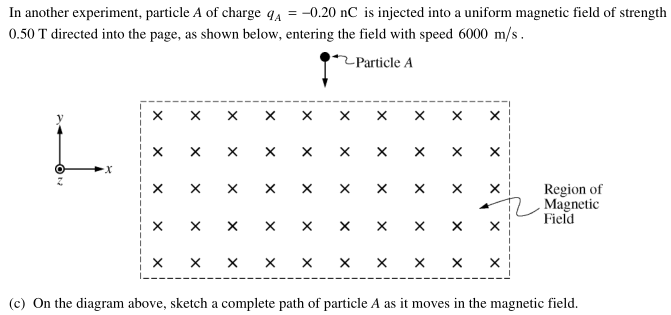 In another experiment, particle A of charge q_A = −0.20 nC is injected into a uniform magnetic field of strength
0.50 T directed into the page, as shown below, entering the field with speed 6000 m/s.
Particle A
y
x
z
× × × × × × × × × ×
× × × × × × × × × ×
× × × × × × × × × ×
× × × × × × × × × ×
× × × × × × × × × ×
Region of
Magnetic
Field
(c) On the diagram above, sketch a complete path of particle A as it moves in the magnetic field.